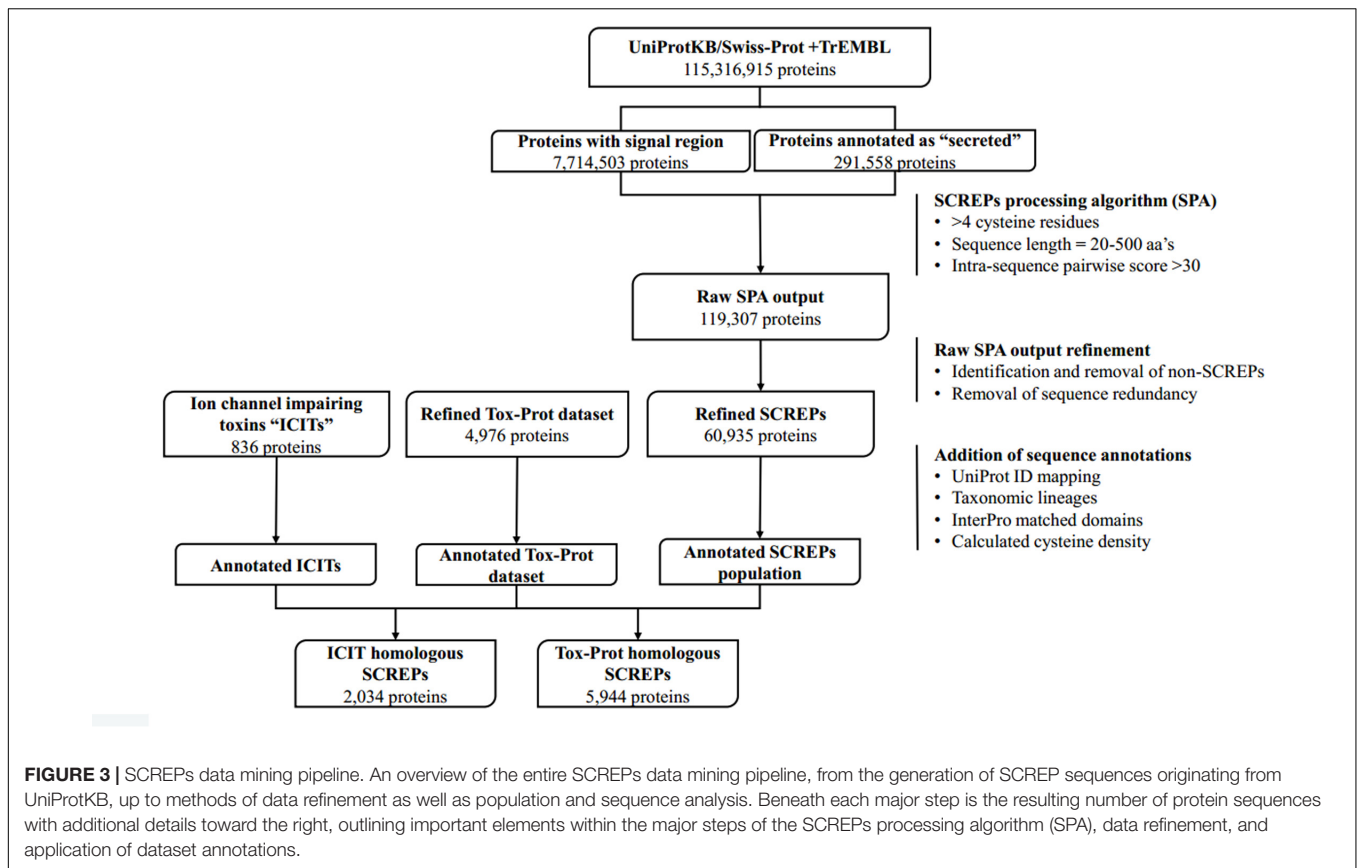 UniProtKB/Swiss-Prot +TrEMBL
115,316,915 proteins
Proteins with signal region
7,714,503 proteins
Proteins annotated as “secreted”
291,558 proteins
SCREPs processing algorithm (SPA)
• >4 cysteine residues
• Sequence length = 20-500 aa’s
• Intra-sequence pairwise score >30
Raw SPA output
119,307 proteins
Raw SPA output refinement
• Identification and removal of non-SCREPs
• Removal of sequence redundancy
Ion channel impairing
toxins “ICITs”
836 proteins
Refined Tox-Prot dataset
4,976 proteins
Refined SCREPs
60,935 proteins
Addition of sequence annotations
• UniProt ID mapping
• Taxonomic lineages
• InterPro matched domains
• Calculated cysteine density
Annotated ICITs
Annotated Tox-Prot
dataset
Annotated SCREPs
population
ICIT homologous
SCREPs
2,034 proteins
Tox-Prot homologous
SCREPs
5,944 proteins
FIGURE 3 | SCREPs data mining pipeline. An overview of the entire SCREPs data mining pipeline, from the generation of SCREP sequences originating from
UniProtKB, up to methods of data refinement as well as population and sequence analysis. Beneath each major step is the resulting number of protein sequences
with additional details toward the right, outlining important elements within the major steps of the SCREPs processing algorithm (SPA), data refinement, and
application of dataset annotations.